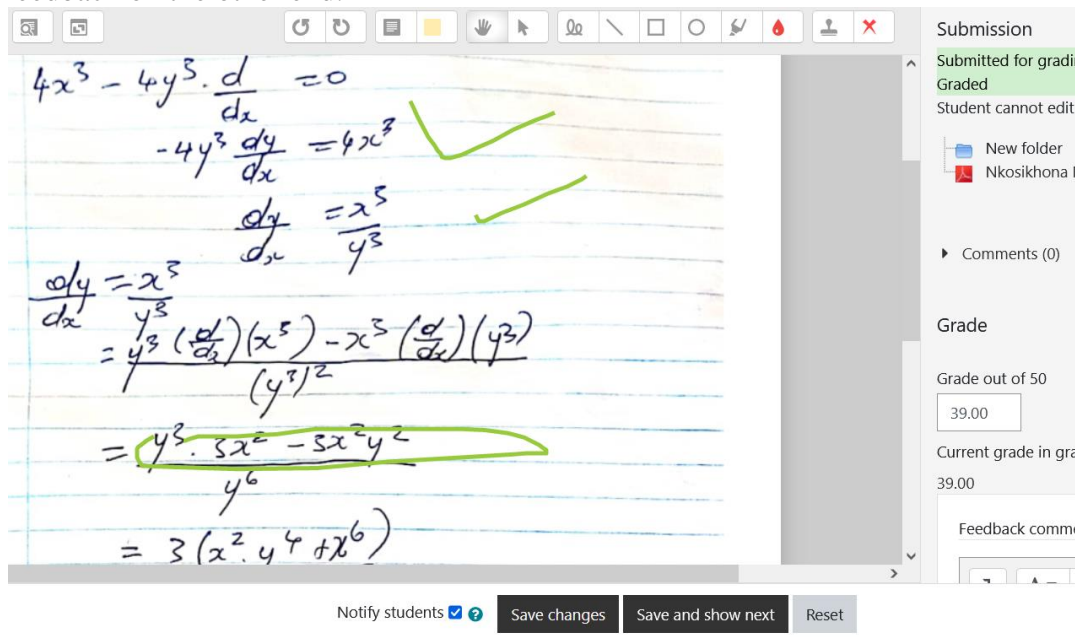 4x³ - 4y³. d/dx = 0
-4y³ dy/dx = 4x³
dy/dx = x³/y³
dy/dx = x³/y³
= y³ (d/dx)(x³) - x³ (d/dx)(y³) / (y³)²
= y³. 3x² - 3x²y² / y⁶
= 3(x². y⁴ + x⁶)
Submission
Submitted for gradi
Graded
Student cannot edit
New folder
Nkosikhona
Comments (0)
Grade
Grade out of 50
39.00
Current grade in gra
39.00
Feedback comme
Notify students
Save changes
Save and show next
Reset